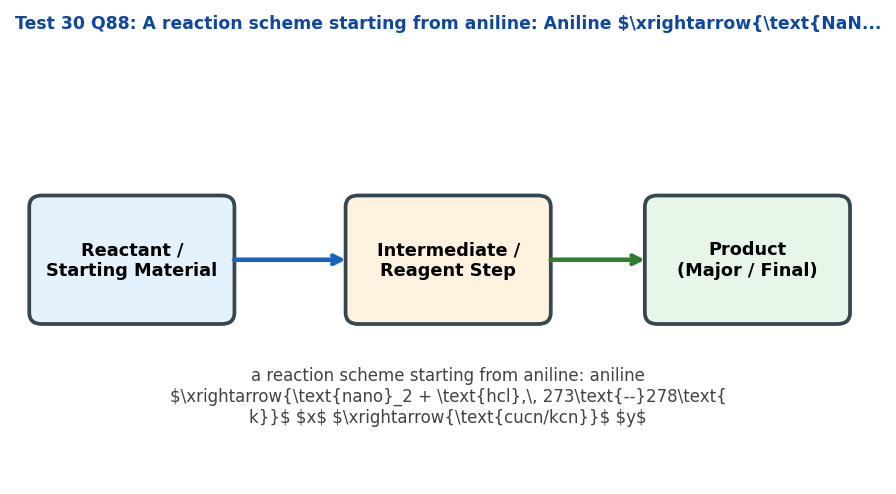 Test 30 Q88: A reaction scheme starting from aniline: Aniline $\xrightarrow{\text{NaN...
Reactant /
Starting Material
Intermediate /
Reagent Step
Product
(Major / Final)
a reaction scheme starting from aniline: aniline
$\xrightarrow{\text{nano}_2 + \text{hcl},\, 273\text{--}278\text{
k}}$ $x$ $\xrightarrow{\text{cucn/kcn}}$ $y$